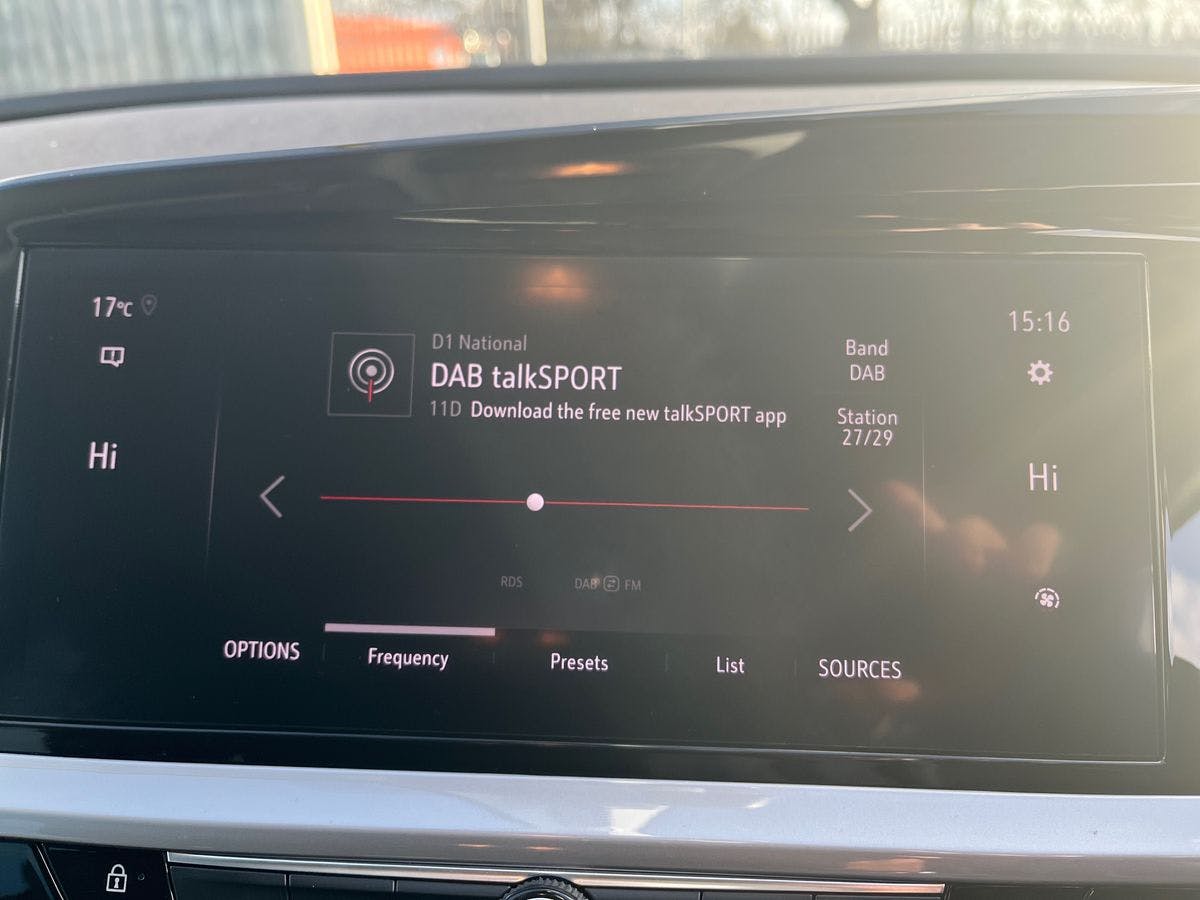 17°C
15:16
D1 National
DAB talkSPORT
11D Download the free new talkSPORT app
Band
DAB
Station
27/29
Hi
Hi
RDS
DAB FM
OPTIONS
Frequency
Presets
List
SOURCES